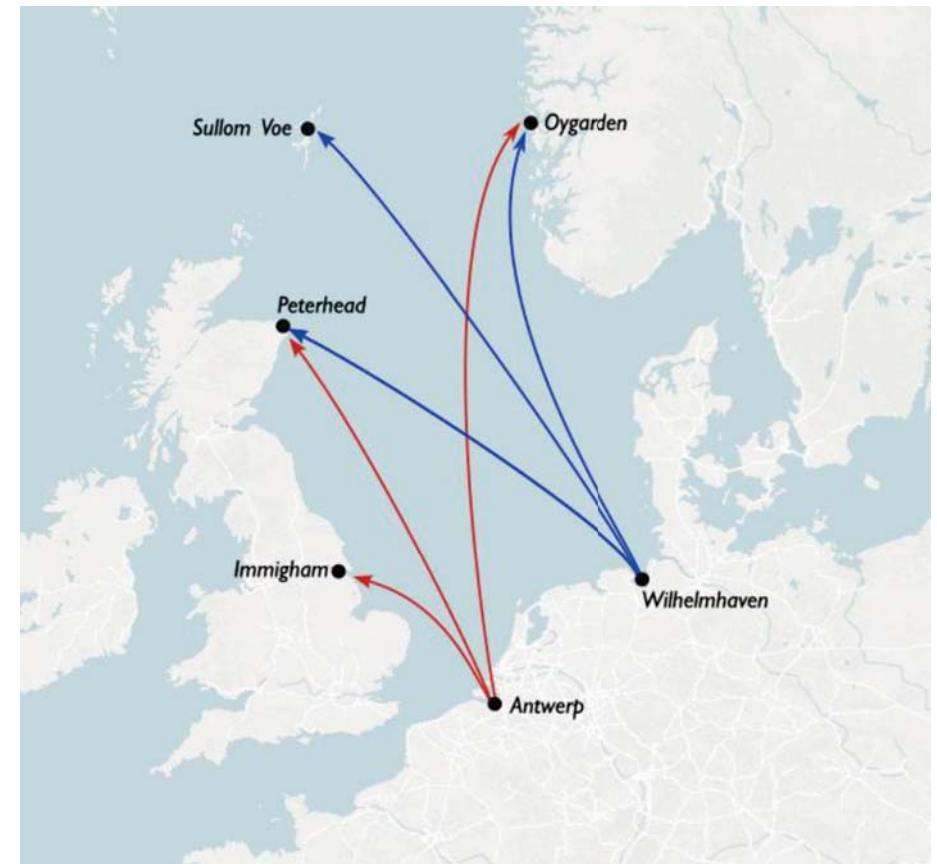 Sullom Voe
Oygarden
Peterhead
Immigham
Wilhelmhaven
Antwerp